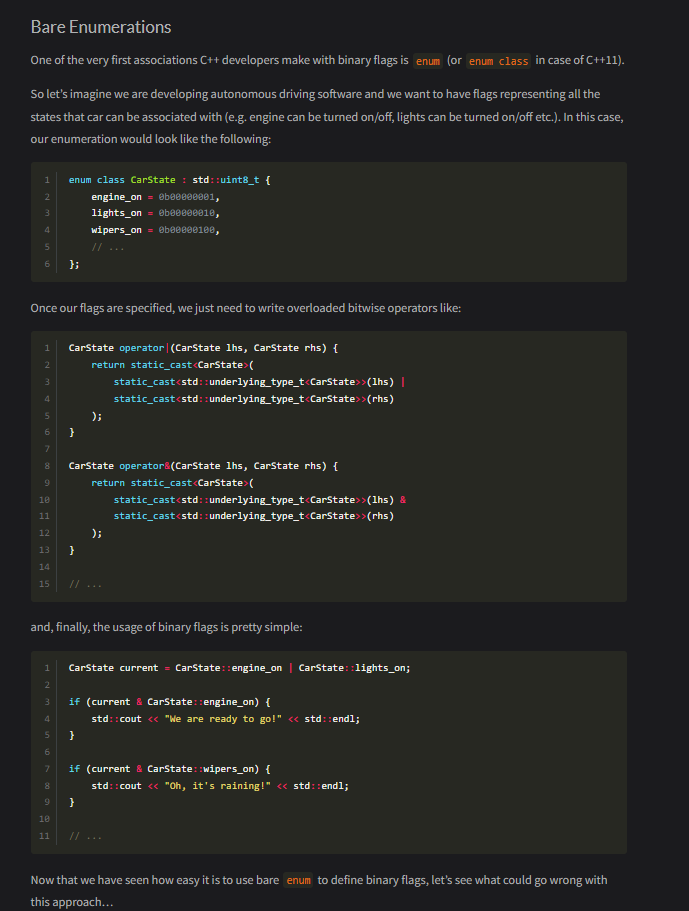 Bare Enumerations
One of the very first associations C++ developers make with binary flags is enum (or enum class in case of C++11).
So let's imagine we are developing autonomous driving software and we want to have flags representing all the
states that car can be associated with (e.g. engine can be turned on/off, lights can be turned on/off etc.). In this case,
our enumeration would look like the following:
1 enum class CarState : std::uint8_t {
2     engine_on = 0b00000001,
3     lights_on = 0b00000010,
4     wipers_on = 0b00000100,
5     // ...
6 };
Once our flags are specified, we just need to write overloaded bitwise operators like:
1 CarState operator|(CarState lhs, CarState rhs) {
2     return static_cast<CarState>(
3         static_cast<std::underlying_type_t<CarState>>(lhs) |
4         static_cast<std::underlying_type_t<CarState>>(rhs)
5     );
6 }
7
8 CarState operator&(CarState lhs, CarState rhs) {
9     return static_cast<CarState>(
10         static_cast<std::underlying_type_t<CarState>>(lhs) &
11         static_cast<std::underlying_type_t<CarState>>(rhs)
12     );
13 }
14
15 // ...
and, finally, the usage of binary flags is pretty simple:
1 CarState current = CarState::engine_on | CarState::lights_on;
2
3 if (current & CarState::engine_on) {
4     std::cout << "We are ready to go!" << std::endl;
5 }
6
7 if (current & CarState::wipers_on) {
8     std::cout << "Oh, it's raining!" << std::endl;
9 }
10
11 // ...
Now that we have seen how easy it is to use bare enum to define binary flags, let's see what could go wrong with
this approach…